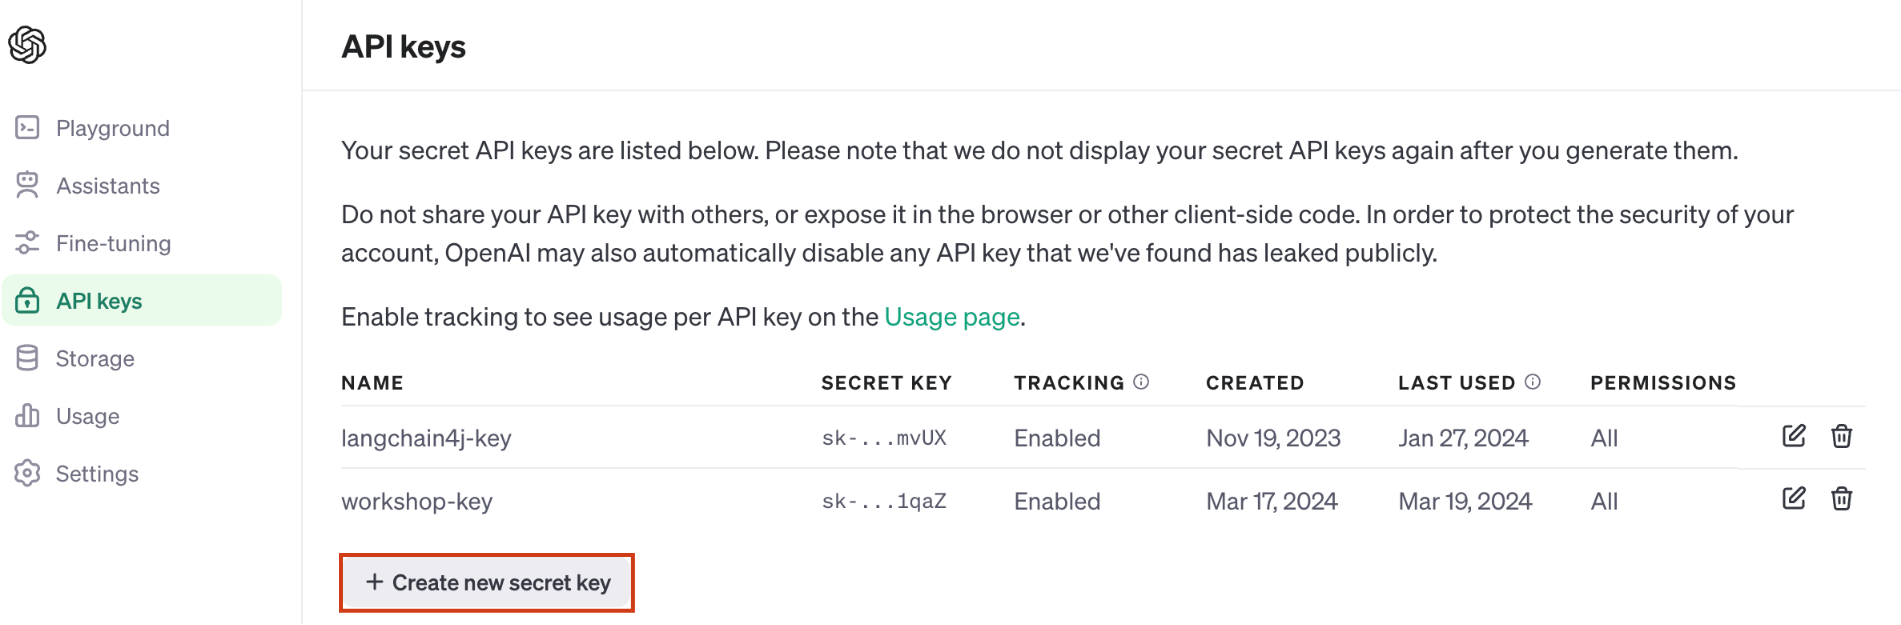 API keys
Playground
Assistants
Fine-tuning
API keys
Storage
Usage
Settings
Your secret API keys are listed below. Please note that we do not display your secret API keys again after you generate them.
Do not share your API key with others, or expose it in the browser or other client-side code. In order to protect the security of your
account, OpenAI may also automatically disable any API key that we've found has leaked publicly.
Enable tracking to see usage per API key on the Usage page.
NAME SECRET KEY TRACKING CREATED LAST USED PERMISSIONS
langchain4j-key sk-...mvUX Enabled Nov 19, 2023 Jan 27, 2024 All
workshop-key sk-...1qaZ Enabled Mar 17, 2024 Mar 19, 2024 All
+ Create new secret key